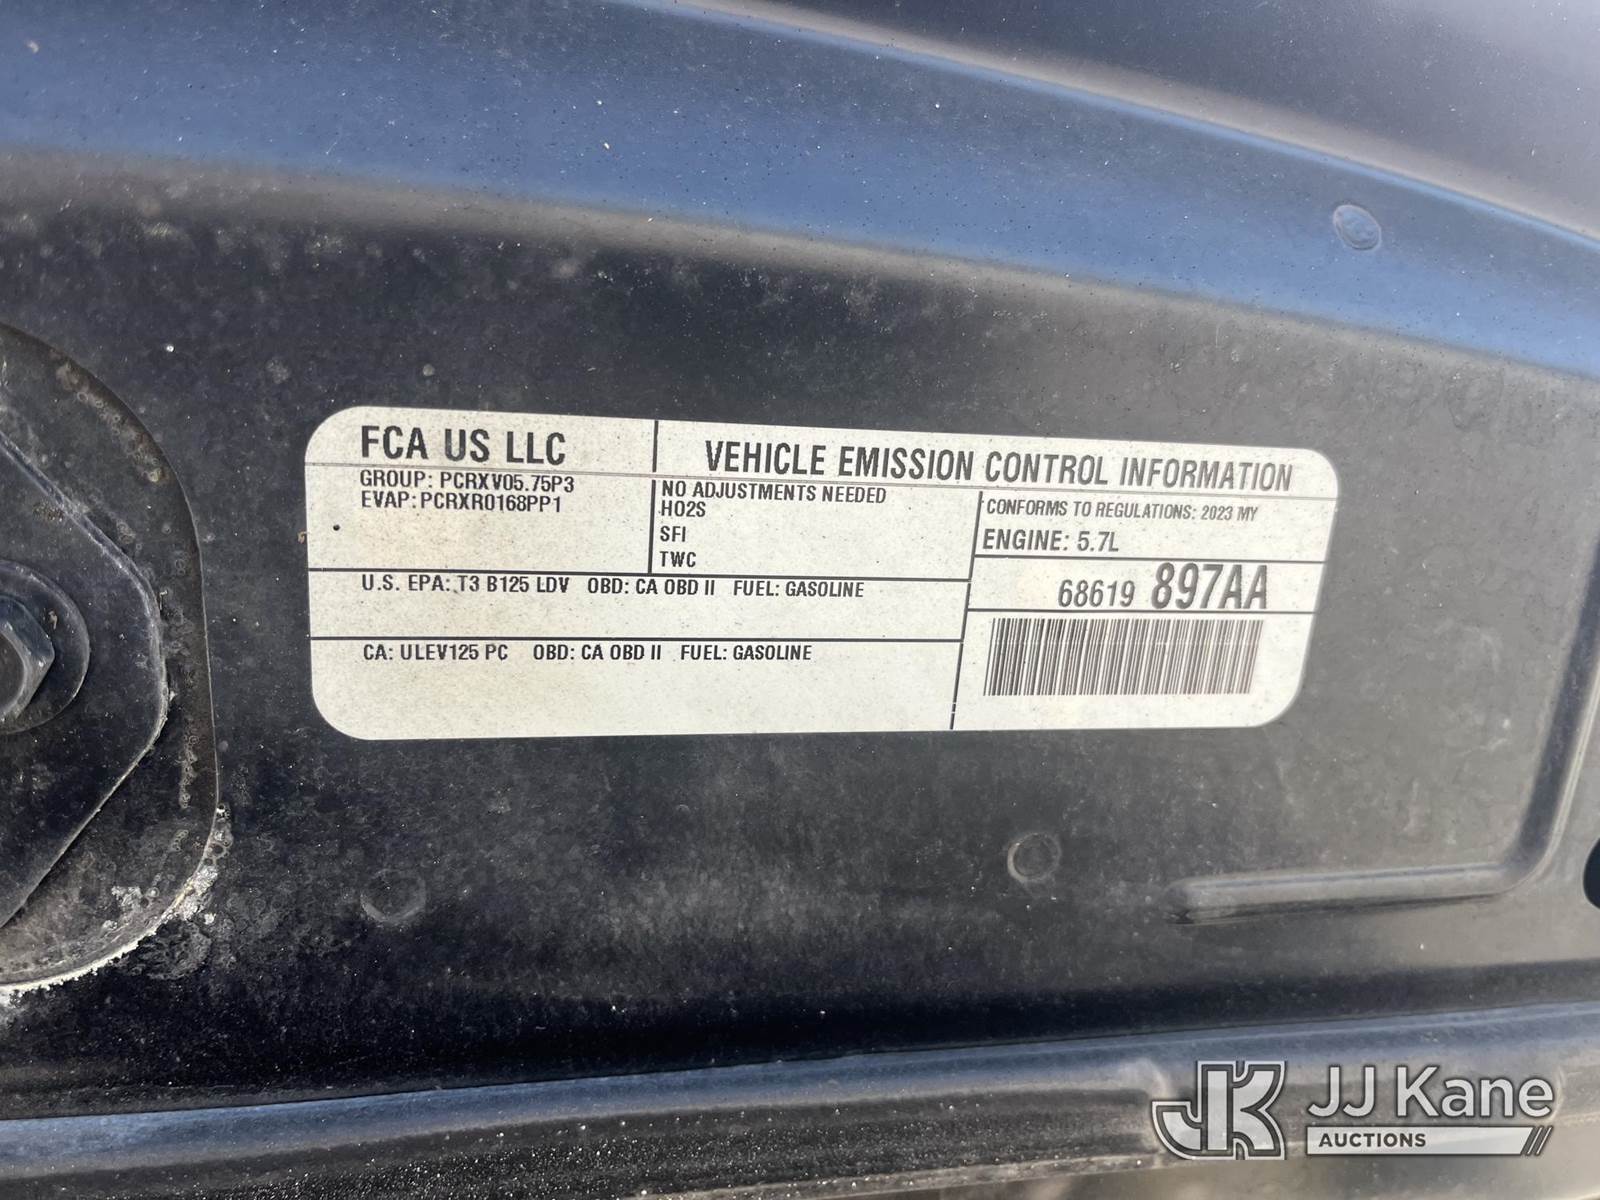 FCA US LLC
VEHICLE EMISSION CONTROL INFORMATION
GROUP: PCRXV05.75P3
EVAP: PCRXR0168PP1
NO ADJUSTMENTS NEEDED
HO2S
SFI
TWC
CONFORMS TO REGULATIONS: 2023 MY
ENGINE: 5.7L
U.S. EPA: T3 B125 LDV OBD: CA OBD II FUEL: GASOLINE
68619 897AA
CA: ULEV125 PC OBD: CA OBD II FUEL: GASOLINE
JK JJ Kane
AUCTIONS